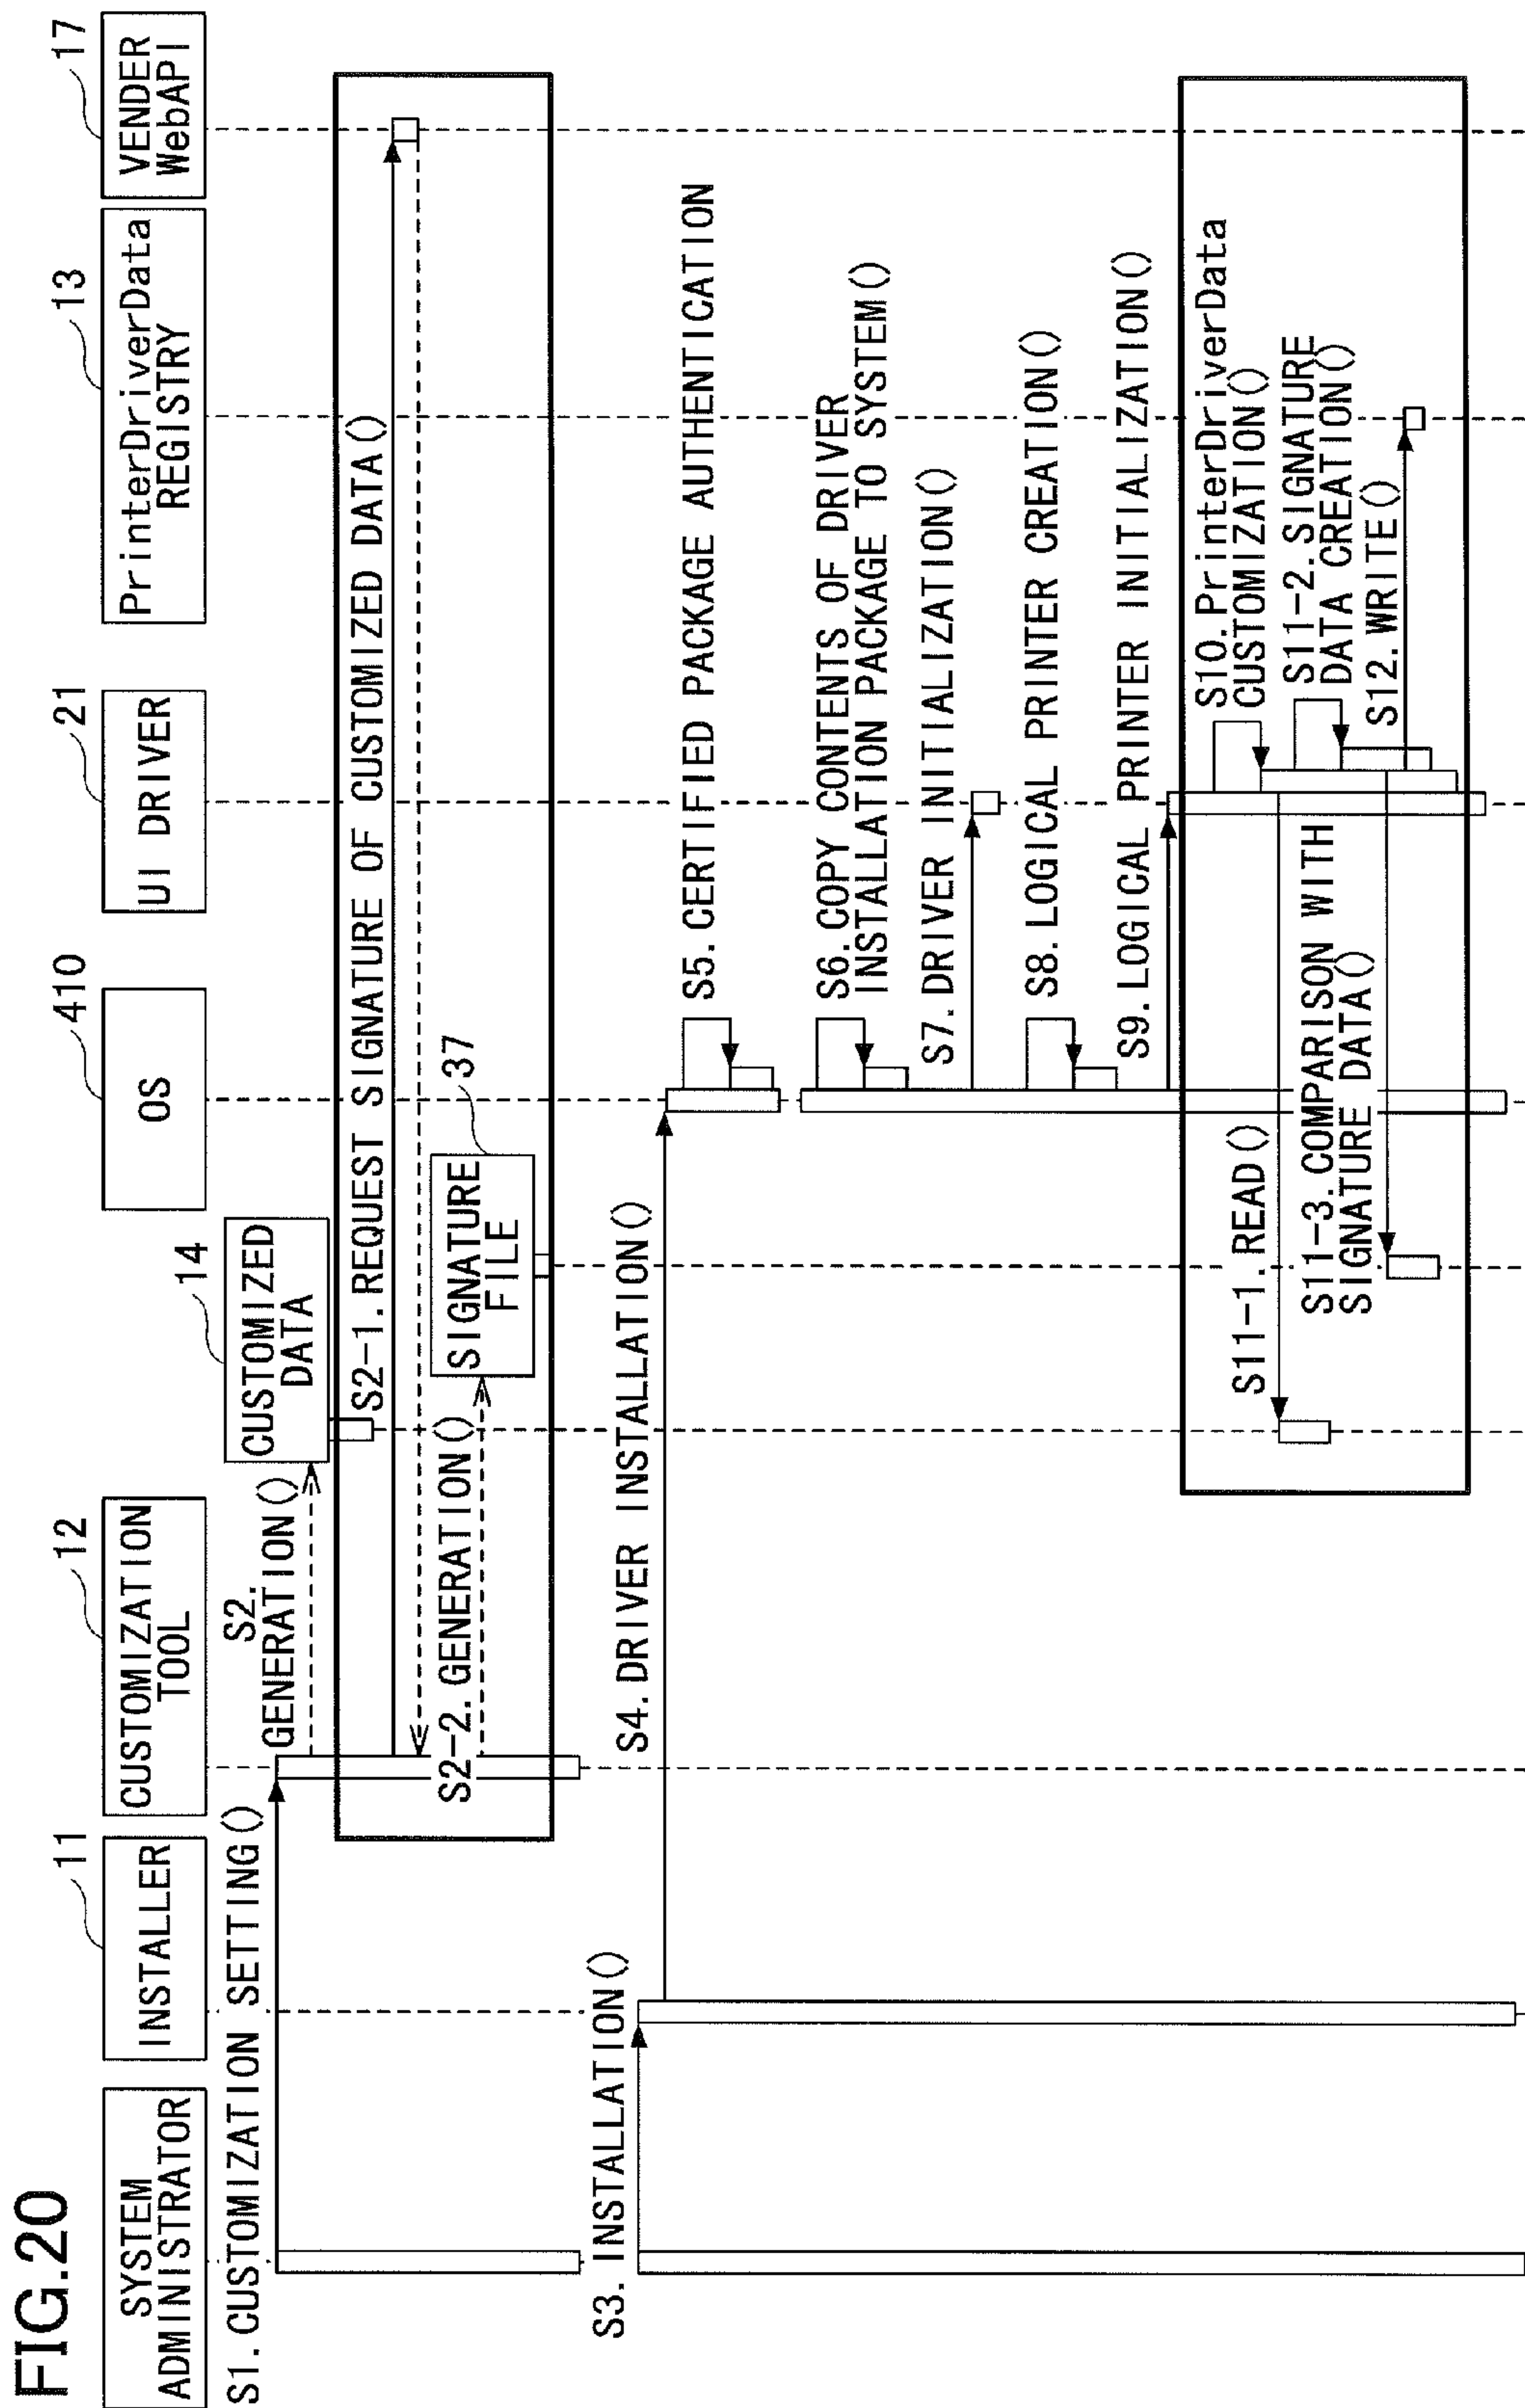 FIG.20
SYSTEM
ADMINISTRATOR
11
INSTALLER
12
CUSTOMIZATION
TOOL
410
OS
21
UI DRIVER
13
PrinterDriverData
REGISTRY
17
VENDER
WebAPI
S1.CUSTOMIZATION SETTING()
S2.
GENERATION()
14
CUSTOMIZED
DATA
S2-1.REQUEST SIGNATURE OF CUSTOMIZED DATA()
S2-2.GENERATION()
37
SIGNATURE
FILE
S3. INSTALLATION()
S4.DRIVER INSTALLATION()
S5.CERTIFIED PACKAGE AUTHENTICATION
S6.COPY CONTENTS OF DRIVER
INSTALLATION PACKAGE TO SYSTEM()
S7.DRIVER INITIALIZATION()
S8.LOGICAL PRINTER CREATION()
S9.LOGICAL PRINTER INITIALIZATION()
S10.PrinterDriverData
CUSTOMIZATION()
S11-1.READ()
S11-2.SIGNATURE
DATA CREATION()
S11-3.COMPARISON WITH
SIGNATURE DATA()
S12.WRITE()